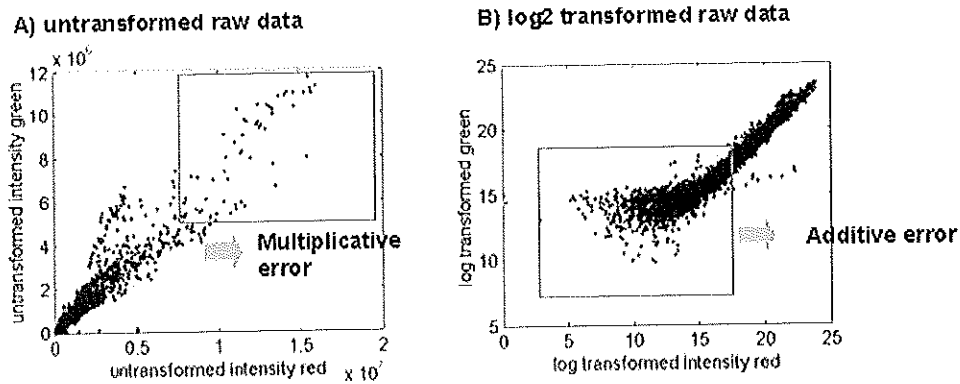 A) untransformed raw data
x 10⁶
12
10
8
6
4
2
0
untransformed intensity green
Multiplicative
error
0
0.5
1
1.5
2
untransformed intensity red
x 10⁷
B) log2 transformed raw data
25
20
15
10
5
log transformed green
Additive error
0
5
10
15
20
25
log transformed intensity red